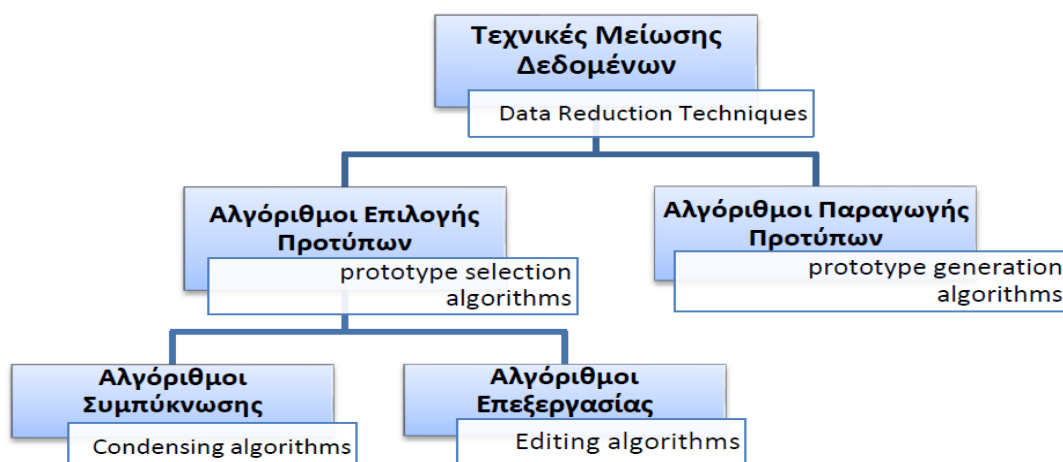 Τεχνικές Μείωσης
Δεδομένων
Data Reduction Techniques
Αλγόριθμοι Επιλογής
Προτύπων
prototype selection
algorithms
Αλγόριθμοι Παραγωγής
Προτύπων
prototype generation
algorithms
Αλγόριθμοι
Συμπύκνωσης
Condensing algorithms
Αλγόριθμοι
Επεξεργασίας
Editing algorithms